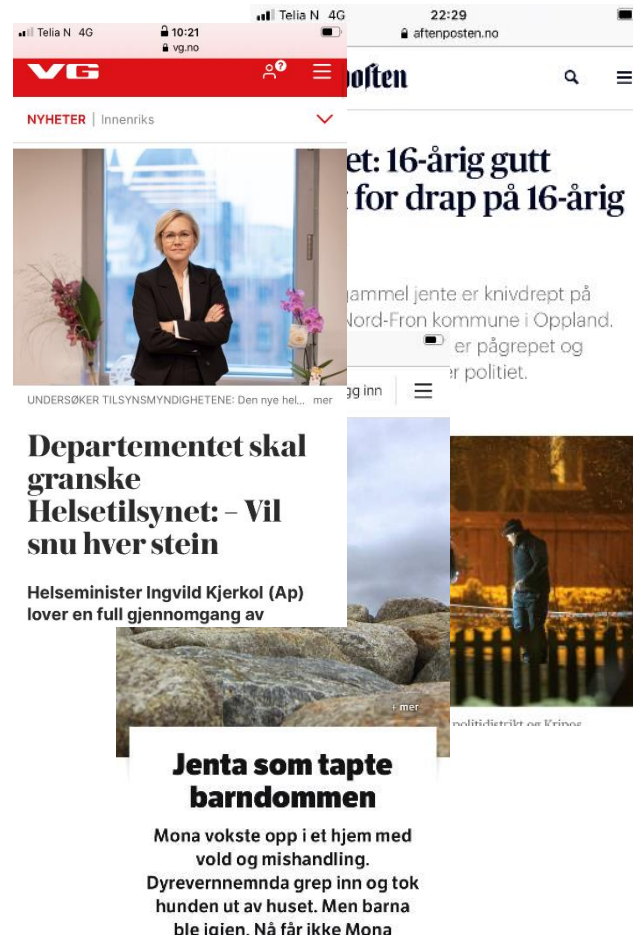 Telia N 4G 10:21
vg.no
VG
NYHETER | Innenriks
UNDERSØKER TILSYNSMYNDIGHETENE: Den nye hel... mer
Departementet skal
granske
Helsetilsynet: – Vil
snu hver stein
Helseminister Ingvild Kjerkol (Ap)
lover en full gjennomgang av
Telia N 4G 22:29
aftenposten.no
osten
et: 16-årig gutt
for drap på 16-årig
gammel jente er knivdrept på
Nord-Fron kommune i Oppland.
er pågrepet og
er politiet.
politidistrikt og Kripos
gg inn
+ mer
Jenta som tapte
barndommen
Mona vokste opp i et hjem med
vold og mishandling.
Dyrevernnemnda grep inn og tok
hunden ut av huset. Men barna
ble igjen. Nå får ikke Mona